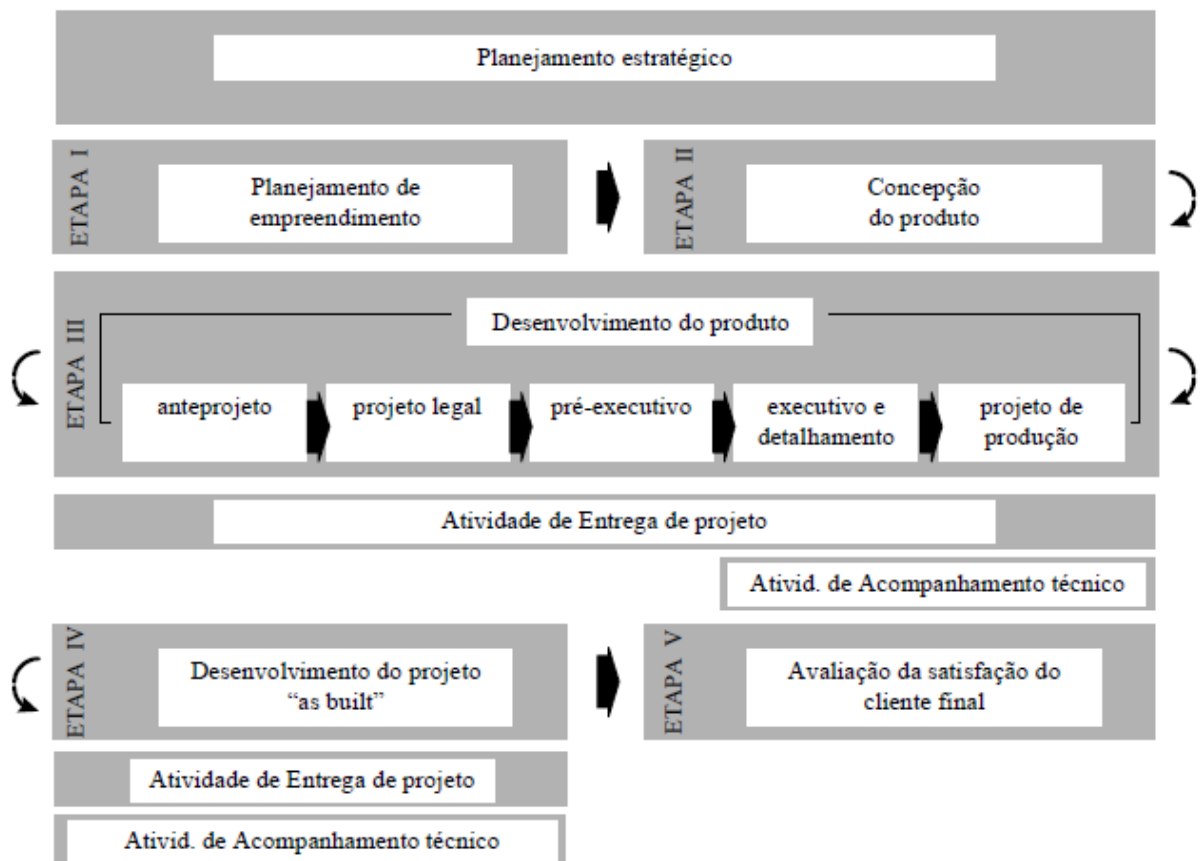 Planejamento estratégico
ETAPA I
Planejamento de
empreendimento
ETAPA II
Concepção
do produto
ETAPA III
Desenvolvimento do produto
anteprojeto
projeto legal
pré-executivo
executivo e
detalhamento
projeto de
produção
Atividade de Entrega de projeto
Ativid. de Acompanhamento técnico
ETAPA IV
Desenvolvimento do projeto
“as built”
ETAPA V
Avaliação da satisfação do
cliente final
Atividade de Entrega de projeto
Ativid. de Acompanhamento técnico